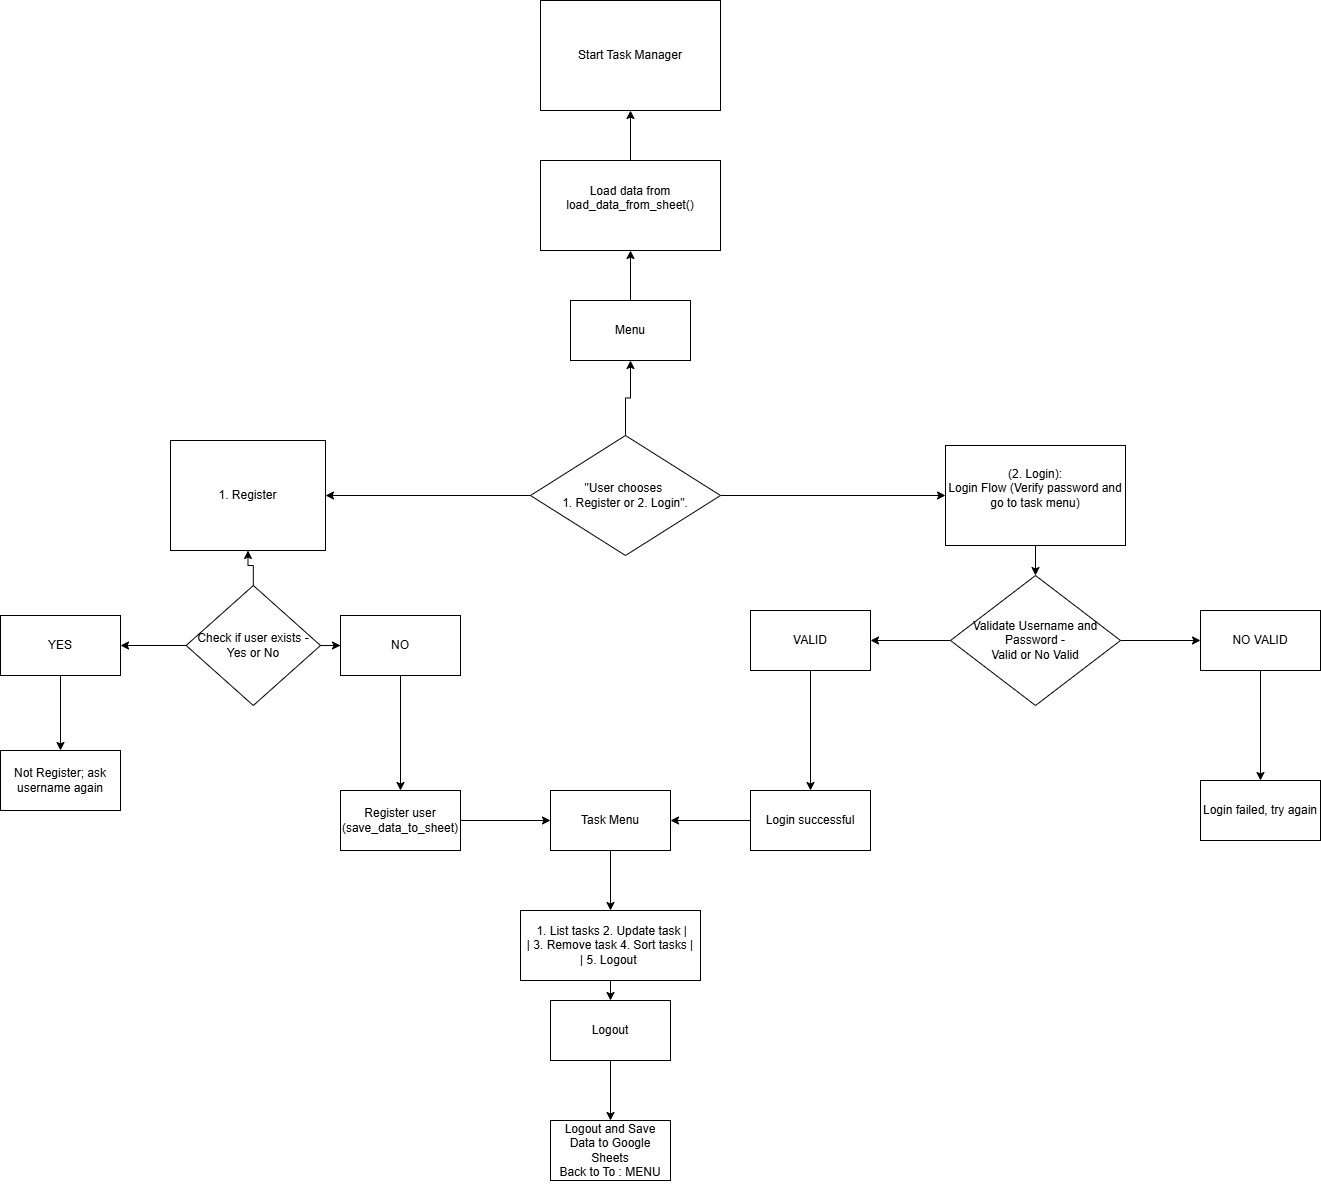 Start Task Manager
Load data from
load_data_from_sheet()
Menu
"User chooses
1. Register or 2. Login".
1. Register
(2. Login):
Login Flow (Verify password and
go to task menu)
Check if user exists -
Yes or No
YES
NO
Validate Username and
Password -
Valid or No Valid
VALID
NO VALID
Not Register; ask
username again
Register user
(save_data_to_sheet)
Task Menu
Login successful
Login failed, try again
1. List tasks 2. Update task |
| 3. Remove task 4. Sort tasks |
| 5. Logout
Logout
Logout and Save
Data to Google
Sheets
Back to To : MENU